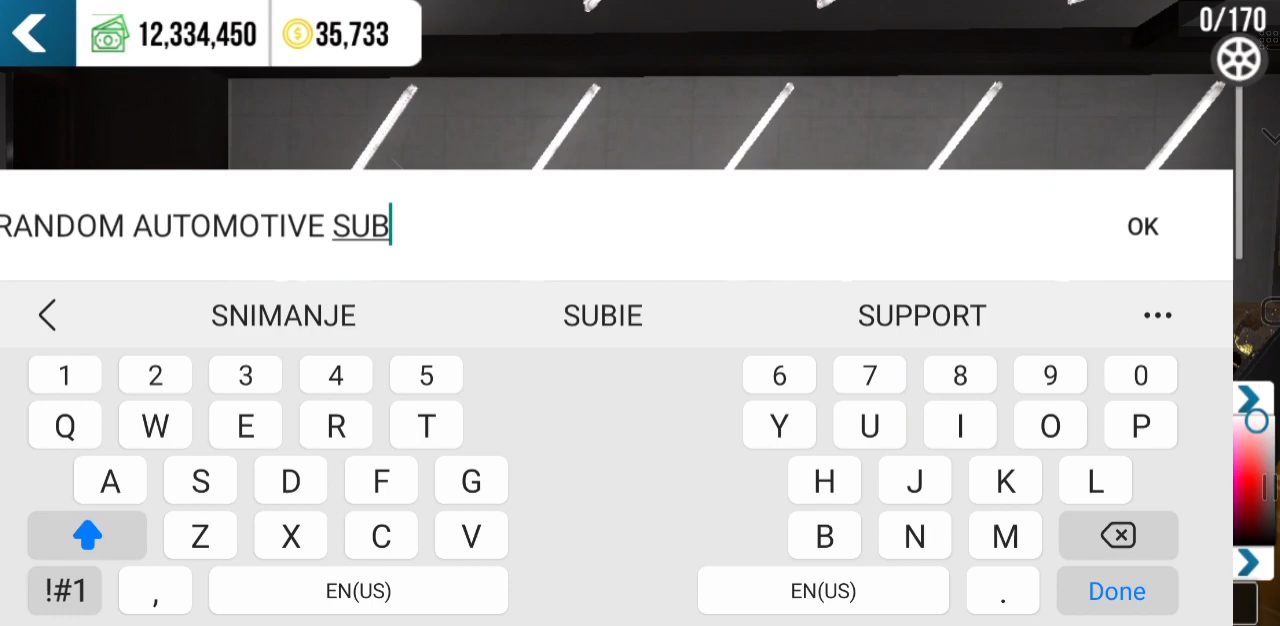 12,334,450 35,733 0/170
RANDOM AUTOMOTIVE SUB OK
SNIMANJE SUBIE SUPPORT ...
1 2 3 4 5 6 7 8 9 0
Q W E R T Y U I O P
A S D F G H J K L
Z X C V B N M
!#1 , EN(US) EN(US) . Done